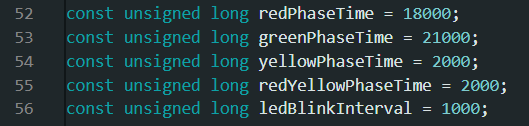 52 const unsigned long redPhaseTime = 18000;
53 const unsigned long greenPhaseTime = 21000;
54 const unsigned long yellowPhaseTime = 2000;
55 const unsigned long redYellowPhaseTime = 2000;
56 const unsigned long ledBlinkInterval = 1000;